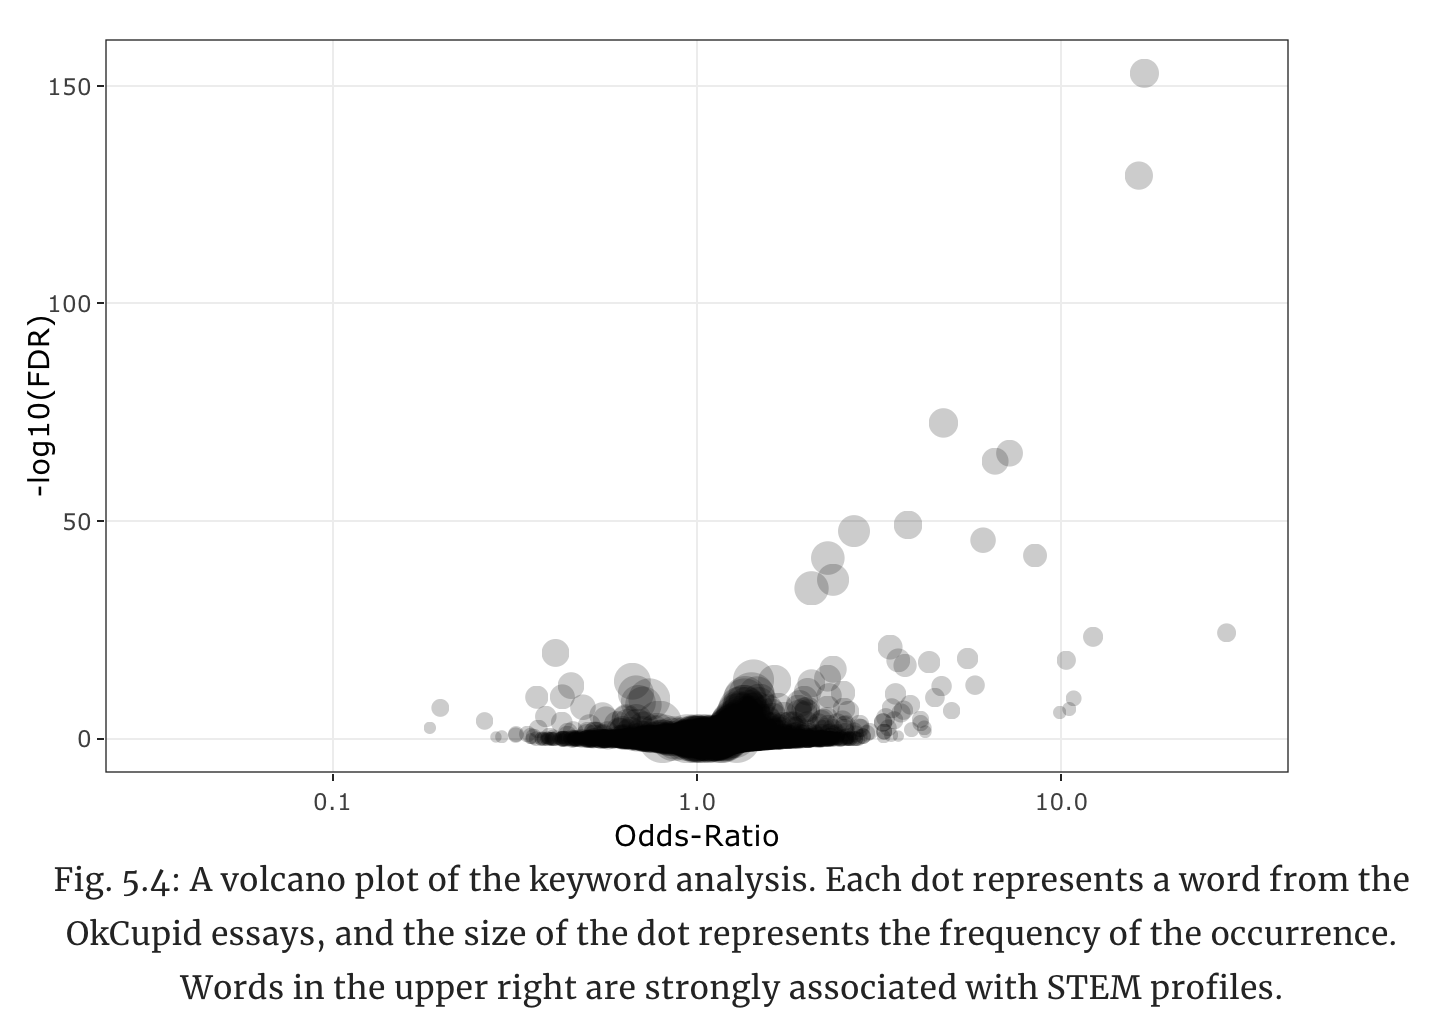 150
100
50
0
-log10(FDR)
0.1
1.0
10.0
Odds-Ratio
Fig. 5.4: A volcano plot of the keyword analysis. Each dot represents a word from the
OkCupid essays, and the size of the dot represents the frequency of the occurrence.
Words in the upper right are strongly associated with STEM profiles.